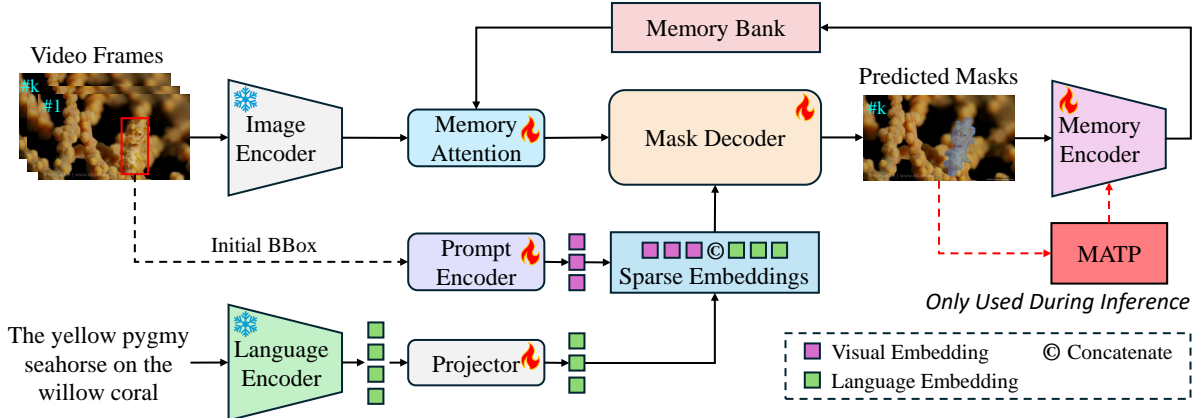 Memory Bank
Video Frames
#k
#1
Image
Encoder
Memory
Attention
Mask Decoder
Predicted Masks
#k
Memory
Encoder
Initial BBox
Prompt
Encoder
©
Sparse Embeddings
MATP
Only Used During Inference
The yellow pygmy
seahorse on the
willow coral
Language
Encoder
Projector
Visual Embedding
© Concatenate
Language Embedding